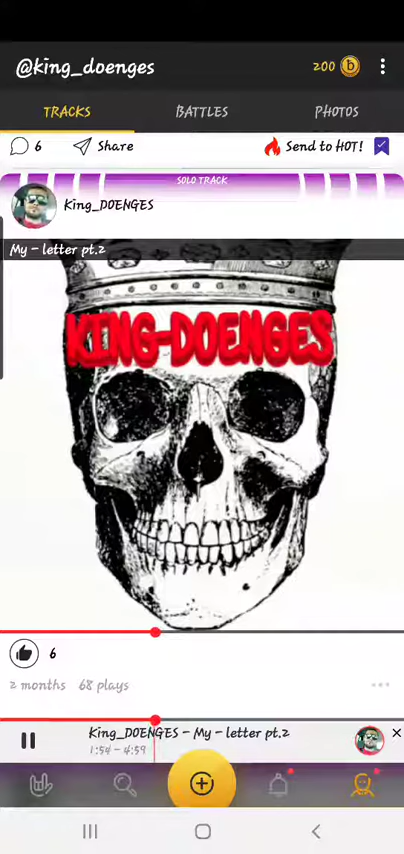 @king_doenges
200
TRACKS BATTLES PHOTOS
6 Share Send to HOT!
SOLO TRACK
King_DOENGES
My - letter pt.2
KING-DOENGES
6
2 months 68 plays
King_DOENGES - My - letter pt.2
1:54 - 4:59